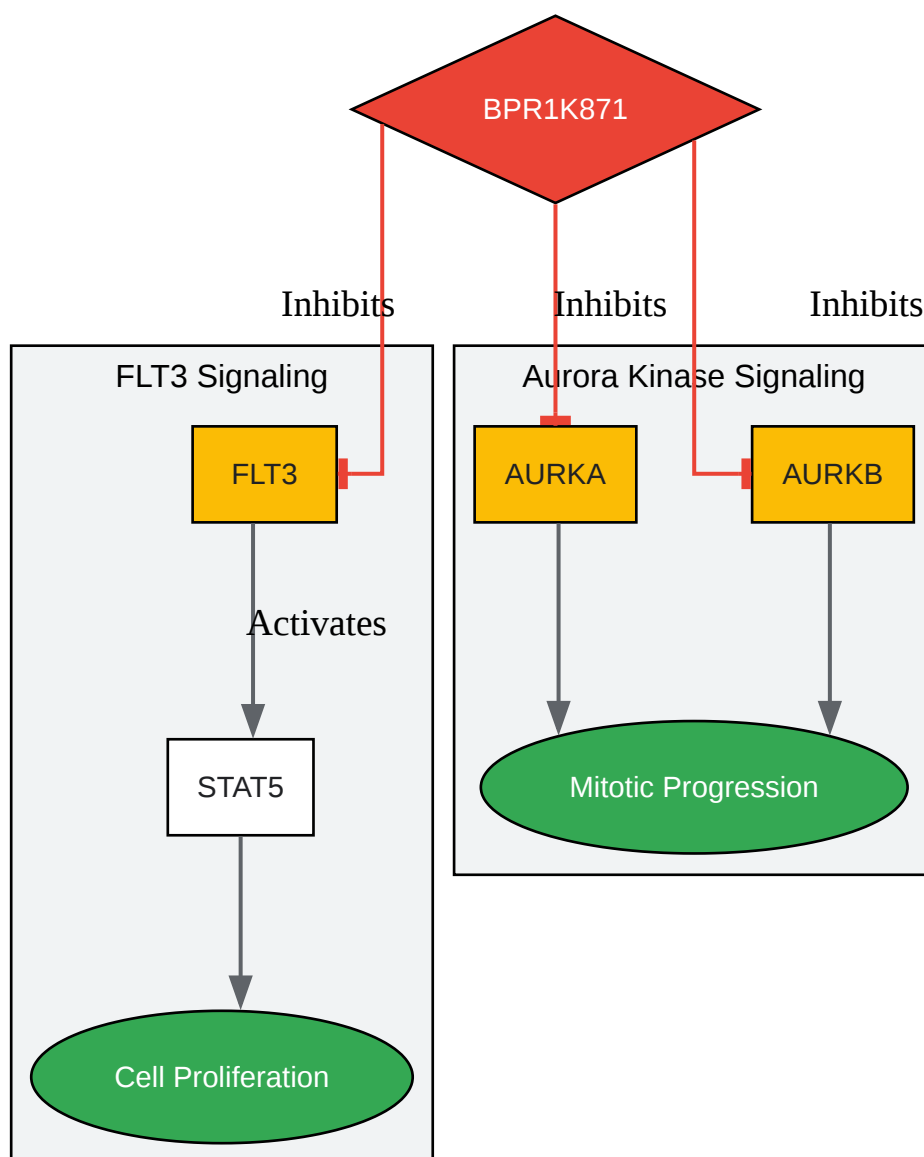 BPR1K871
Inhibits
Inhibits
Inhibits
FLT3 Signaling
Aurora Kinase Signaling
FLT3
AURKA
AURKB
Activates
STAT5
Mitotic Progression
Cell Proliferation